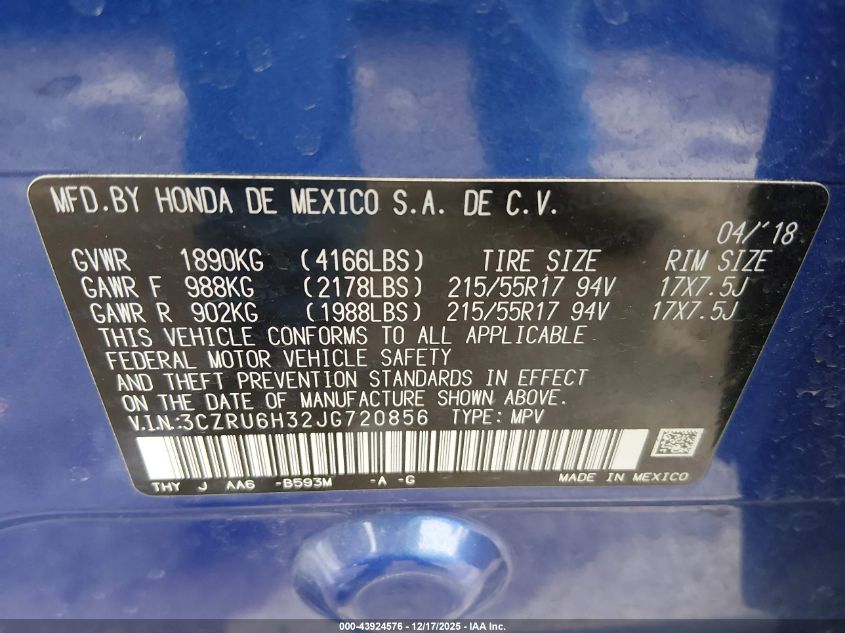 MFD.BY HONDA DE MEXICO S.A. DE C.V.
04/'18
GVWR 1890KG (4166LBS) TIRE SIZE RIM SIZE
GAWR F 988KG (2178LBS) 215/55R17 94V 17X7.5J
GAWR R 902KG (1988LBS) 215/55R17 94V 17X7.5J
THIS VEHICLE CONFORMS TO ALL APPLICABLE
FEDERAL MOTOR VEHICLE SAFETY
AND THEFT PREVENTION STANDARDS IN EFFECT
ON THE DATE OF MANUFACTURE SHOWN ABOVE.
V.I.N:3CZRU6H32JG720856 TYPE: MPV
THY J AA6 -B593M -A -G MADE IN MEXICO
000-43924576 - 12/17/2025 - IAA Inc.